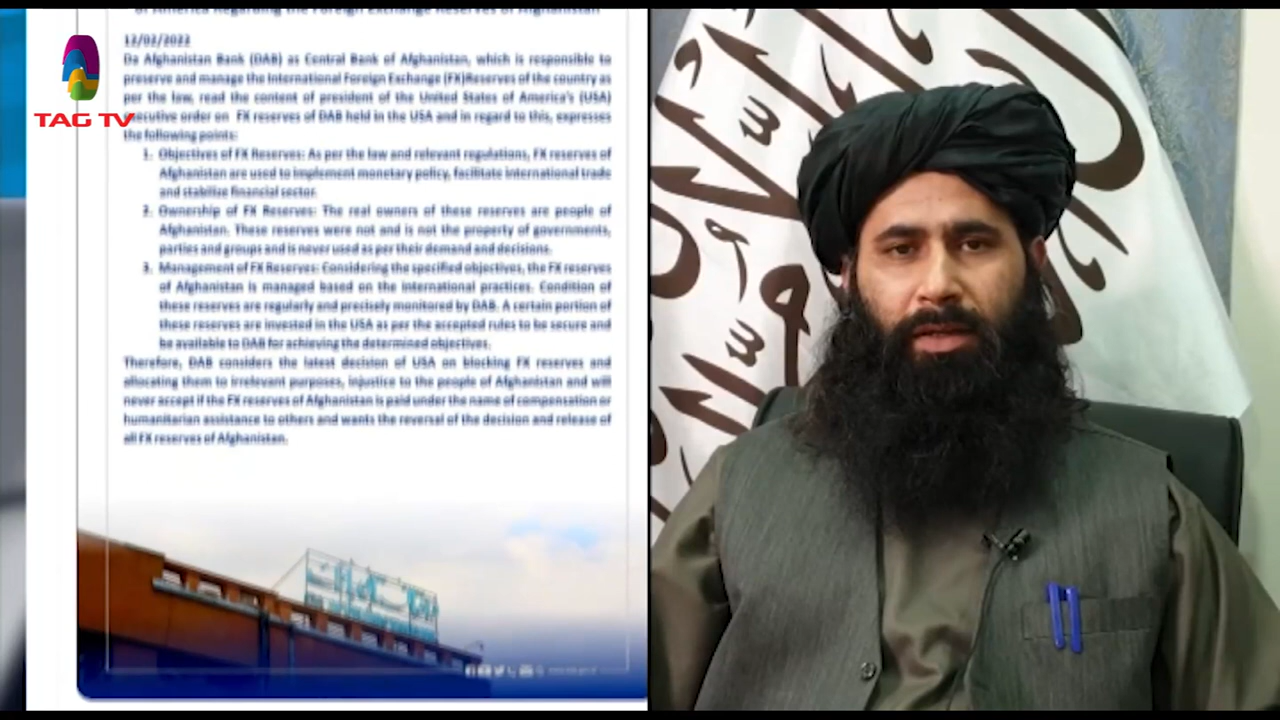 of America Regarding the Foreign Exchange Reserves of Afghanistan
12/02/2022
Da Afghanistan Bank (DAB) as Central Bank of Afghanistan, which is responsible to
preserve and manage the International Foreign Exchange (FX)Reserves of the country as
per the law, read the content of president of the United States of America's (USA)
executive order on FX reserves of DAB held in the USA and in regard to this, expresses
the following points:
1. Objectives of FX Reserves: As per the law and relevant regulations, FX reserves of
Afghanistan are used to implement monetary policy, facilitate international trade
and stabilize financial sector.
2. Ownership of FX Reserves: The real owners of these reserves are people of
Afghanistan. These reserves were not and is not the property of governments,
parties and groups and is never used as per their demand and decisions.
3. Management of FX Reserves: Considering the specified objectives, the FX reserves
of Afghanistan is managed based on the international practices. Condition of
these reserves are regularly and precisely monitored by DAB. A certain portion of
these reserves are invested in the USA as per the accepted rules to be secure and
be available to DAB for achieving the determined objectives.
Therefore, DAB considers the latest decision of USA on blocking FX reserves and
allocating them to irrelevant purposes, injustice to the people of Afghanistan and will
never accept if the FX reserves of Afghanistan is paid under the name of compensation or
humanitarian assistance to others and wants the reversal of the decision and release of
all FX reserves of Afghanistan.
TAG TV